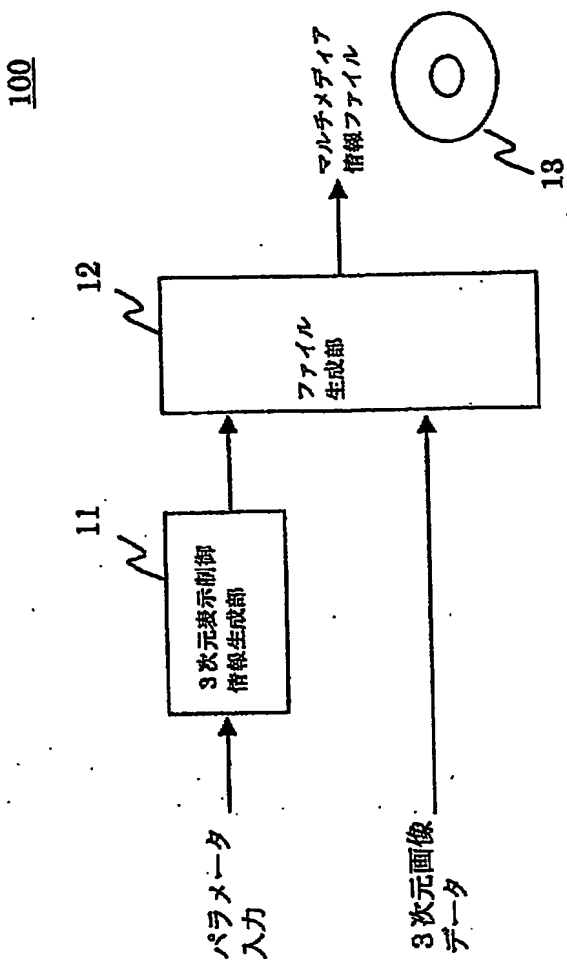 100
パラメータ
入力
11
3次元表示制御
情報生成部
12
ファイル
生成部
3次元画像
データ
マルチメディア
情報ファイル
13